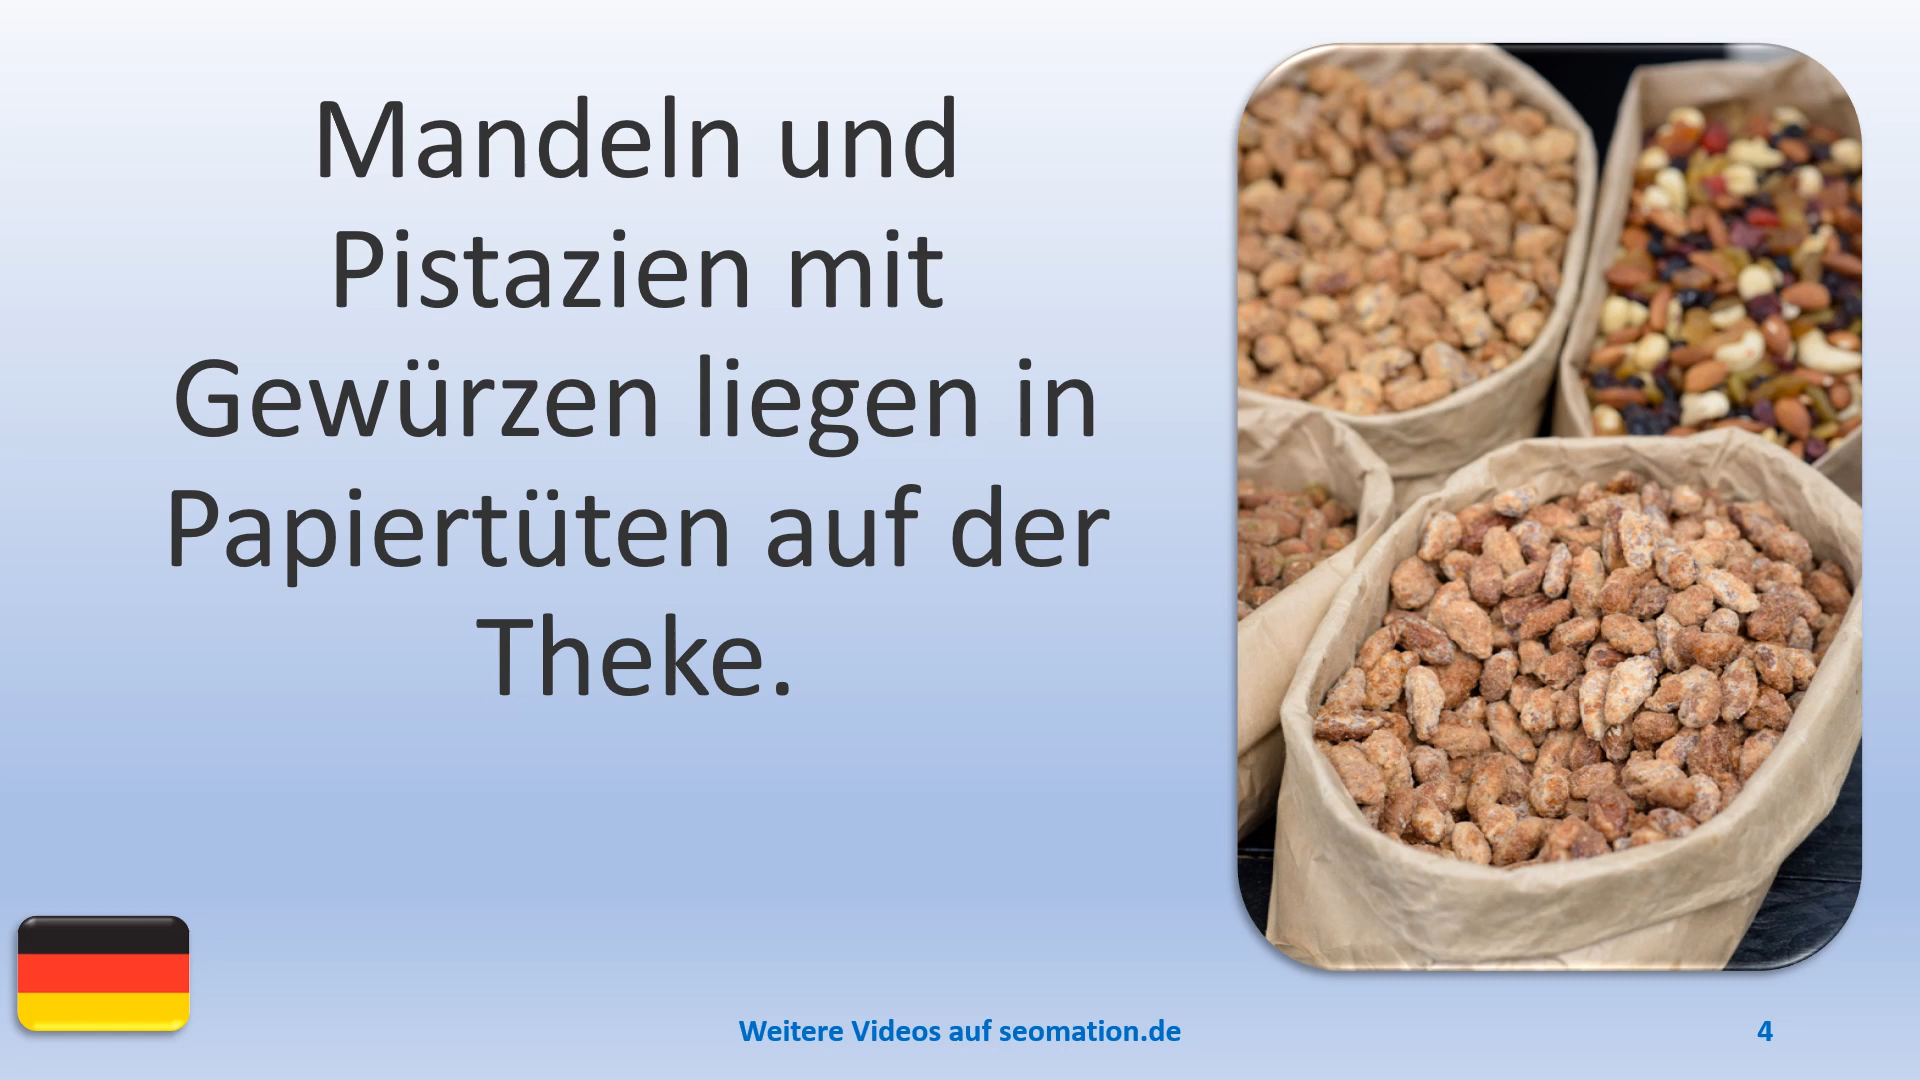 Mandeln und
Pistazien mit
Gewürzen liegen in
Papiertüten auf der
Theke.
Weitere Videos auf seomation.de
4